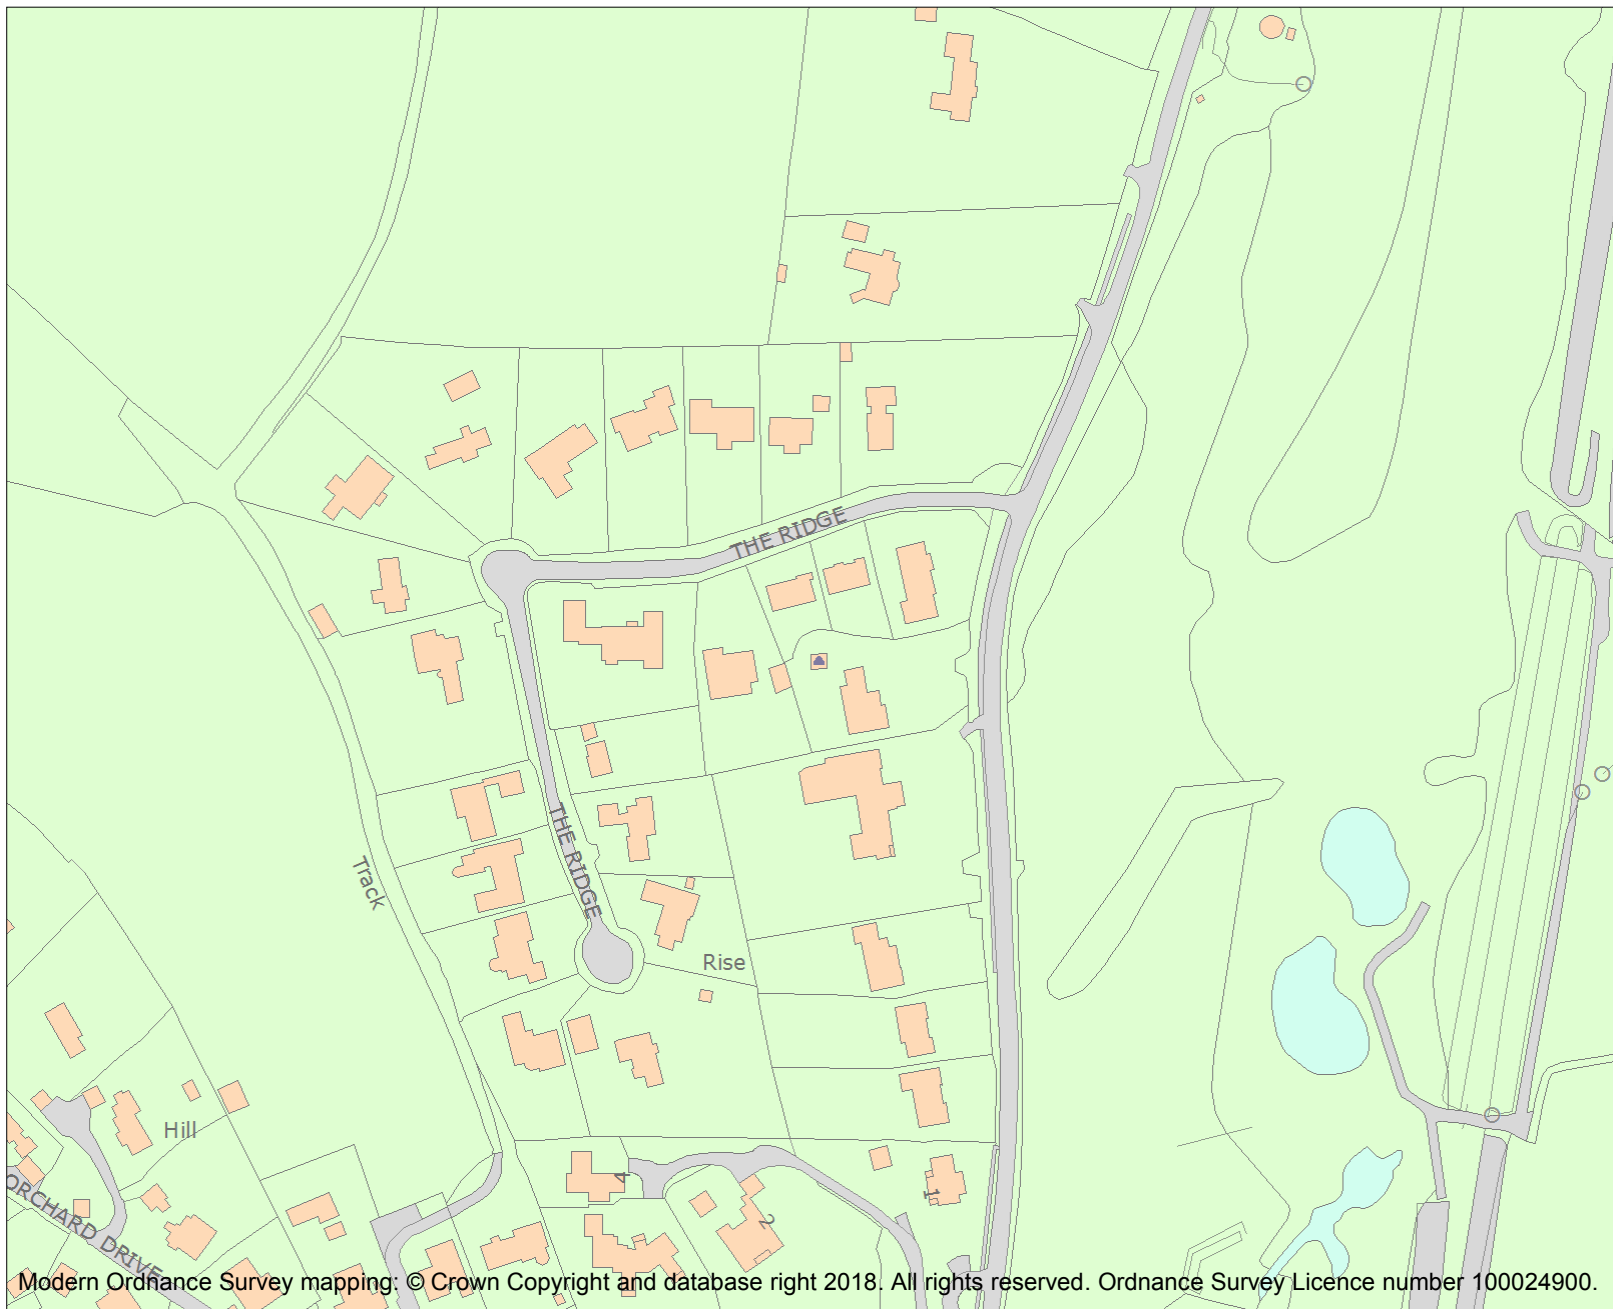 THE RIDGE
THE RIDGE
Track
Rise
Hill
4
1
2
ORCHARD DRIVE
Modern Ordnance Survey mapping: © Crown Copyright and database right 2018. All rights reserved. Ordnance Survey Licence number 100024900.